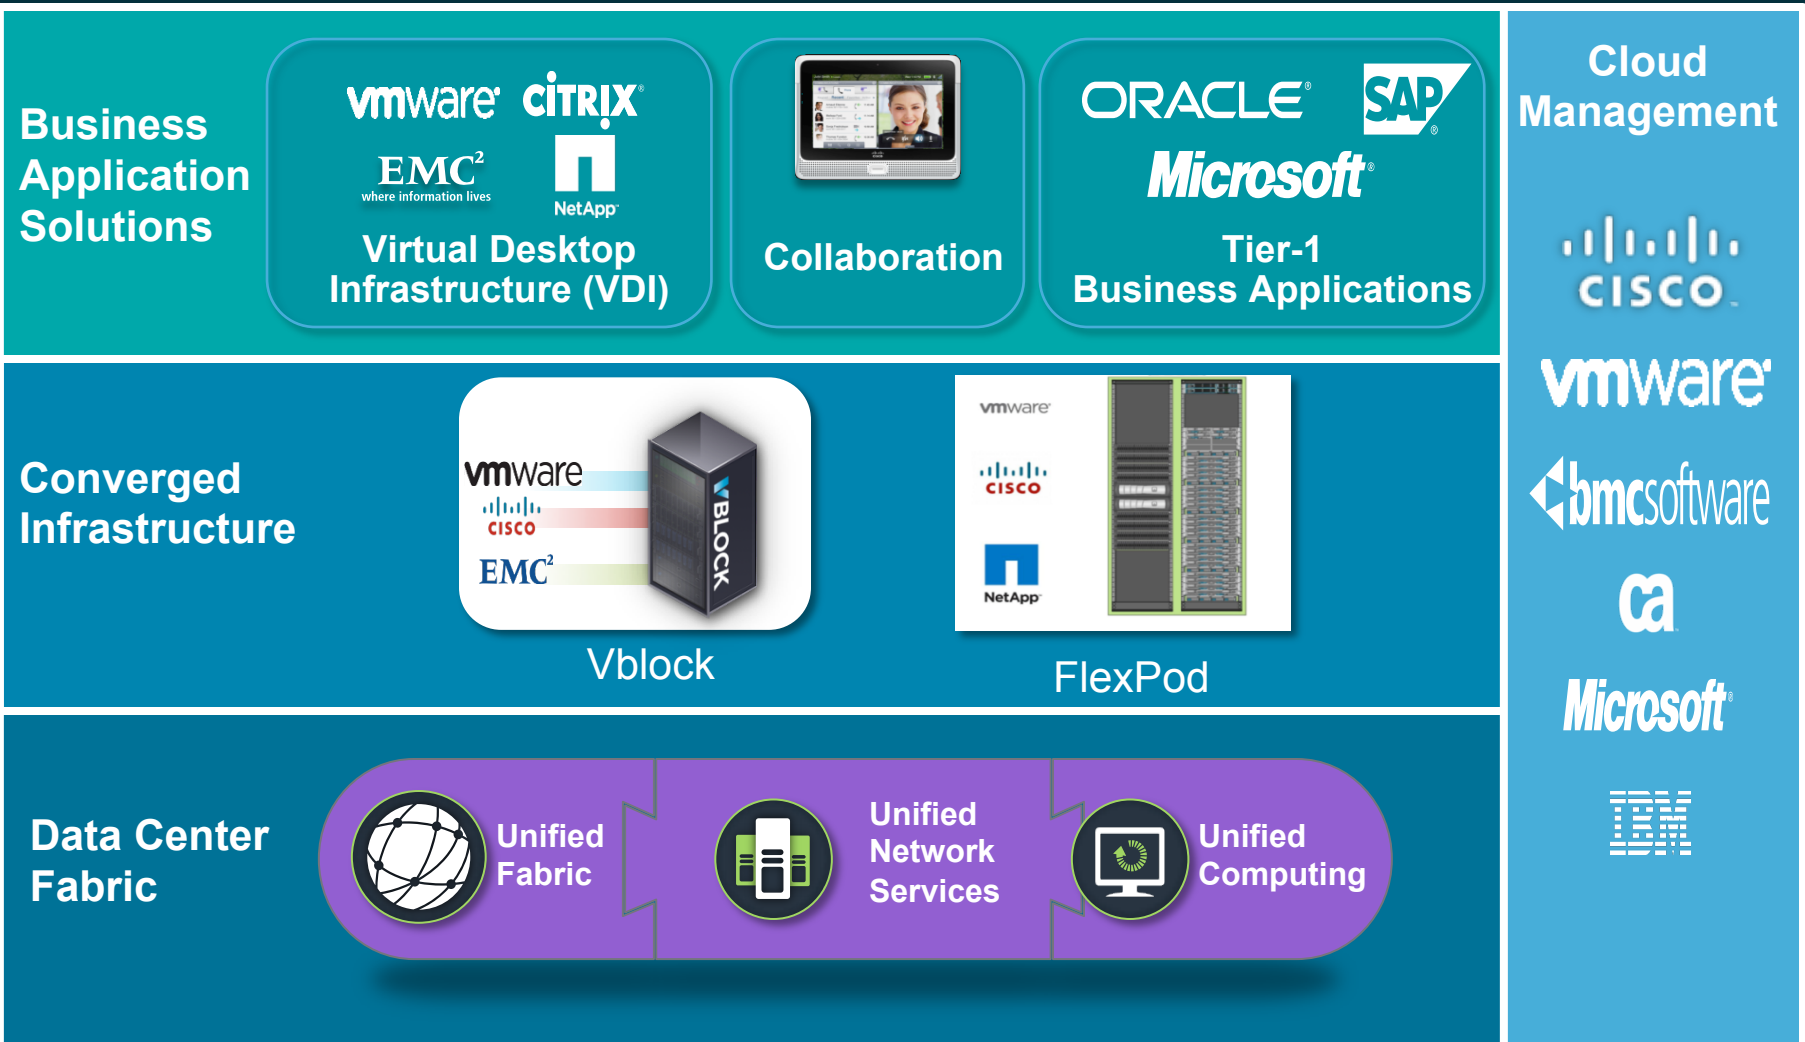 Business
Application
Solutions
vmware®
CITRIX®
EMC²
where information lives
NetApp™
Virtual Desktop
Infrastructure (VDI)
Collaboration
ORACLE®
SAP®
Microsoft®
Tier-1
Business Applications
Converged
Infrastructure
vmware
CISCO
EMC²
VBLOCK
Vblock
vmware
CISCO
NetApp
FlexPod
Data Center
Fabric
Unified
Fabric
Unified
Network
Services
Unified
Computing
Cloud
Management
CISCO™
vmware®
bmcsoftware
ca
Microsoft®
IBM